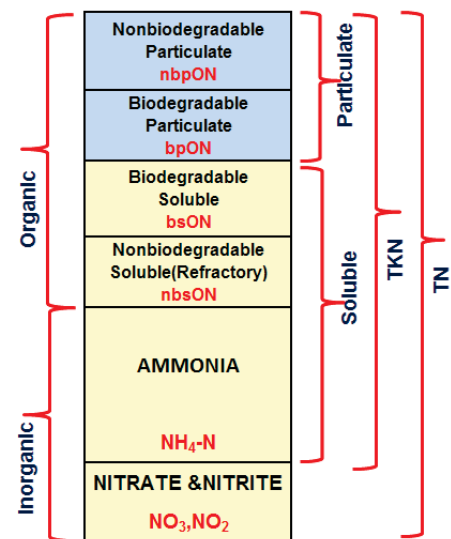 Nonbiodegradable
Particulate
nbpON
Biodegradable
Particulate
bpON
Biodegradable
Soluble
bsON
Nonbiodegradable
Soluble(Refractory)
nbsON
AMMONIA
NH₄-N
NITRATE &NITRITE
NO₃,NO₂
Organic
Inorganic
Particulate
Soluble
TKN
TN